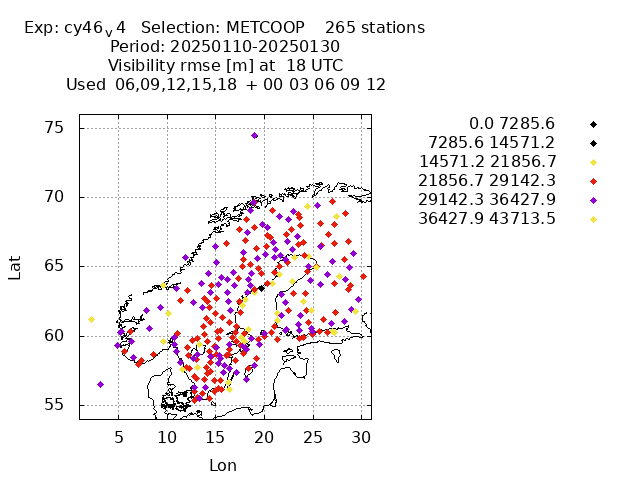 Exp: cy46_v4   Selection: METCOOP    265 stations
Period: 20250110-20250130
Visibility rmse [m] at  18 UTC
Used  06,09,12,15,18  + 00 03 06 09 12
0.0 7285.6
7285.6 14571.2
14571.2 21856.7
21856.7 29142.3
29142.3 36427.9
36427.9 43713.5
75
70
65
60
55
Lat
5 10 15 20 25 30
Lon